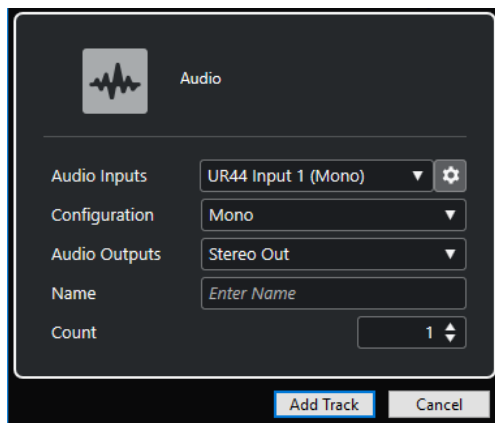 Audio
Audio Inputs UR44 Input 1 (Mono)
Configuration Mono
Audio Outputs Stereo Out
Name Enter Name
Count 1
Add Track Cancel